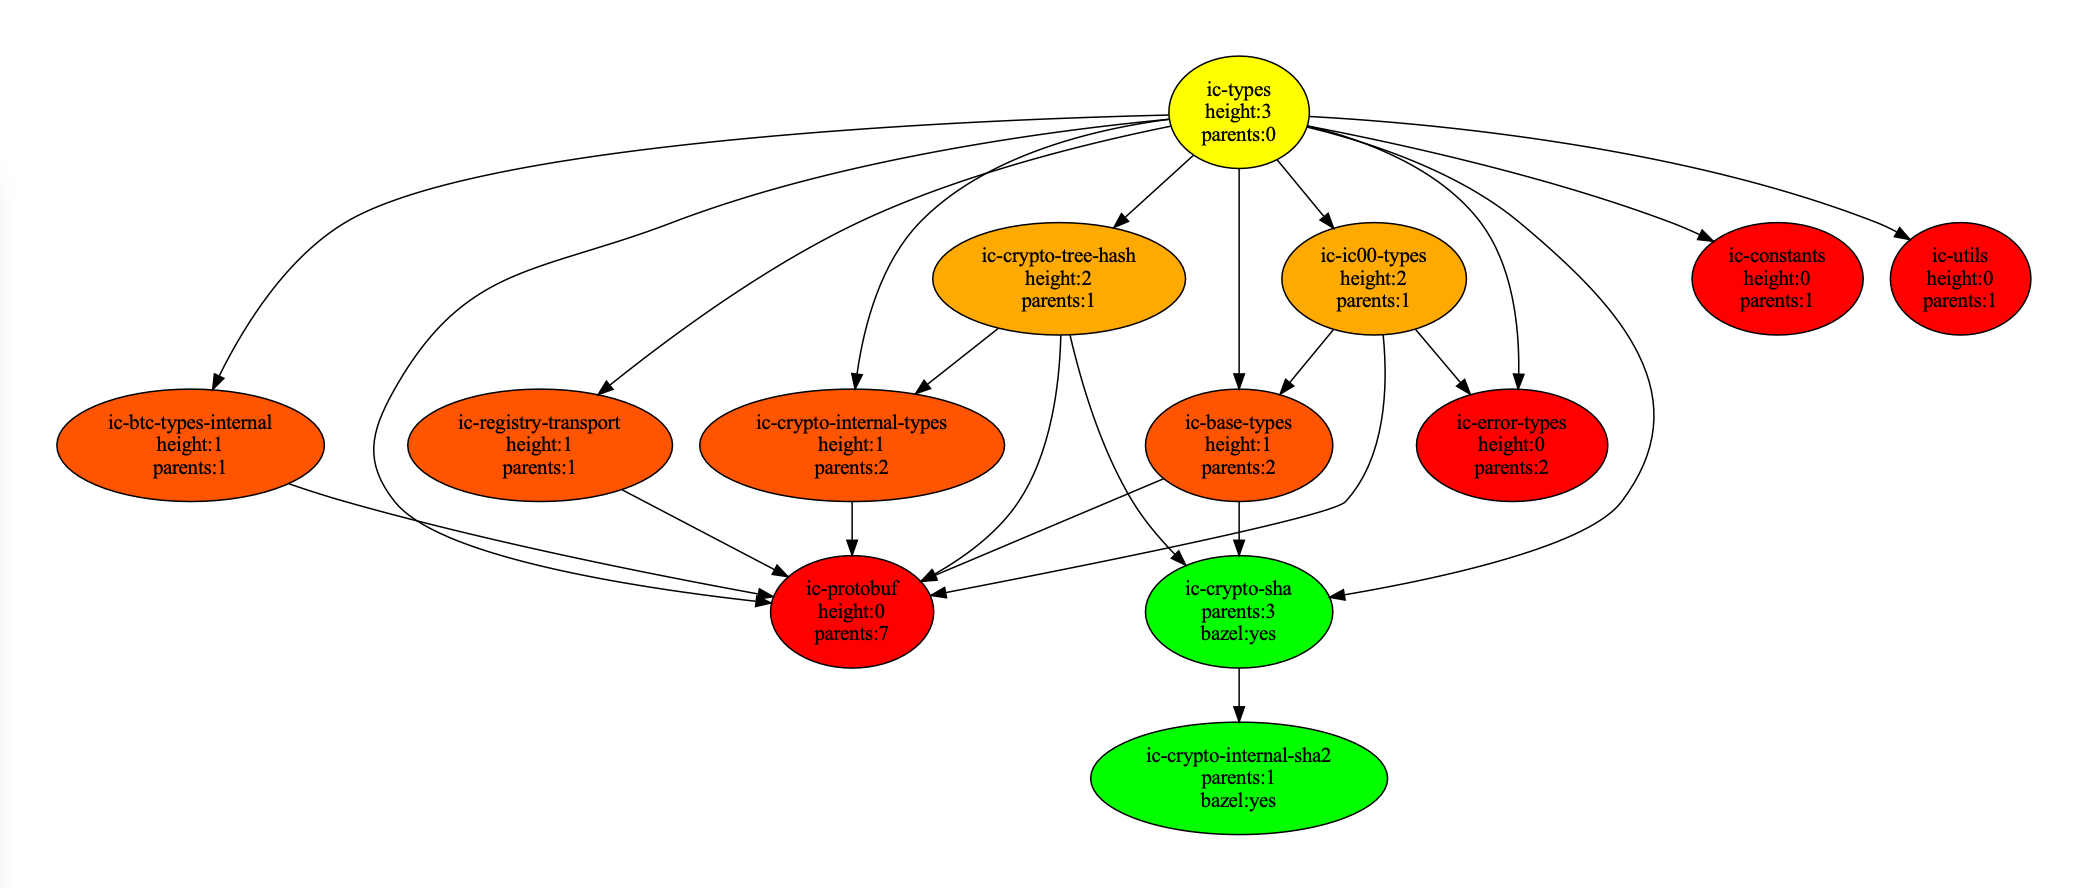 ic-types
height:3
parents:0
ic-crypto-tree-hash
height:2
parents:1
ic-ic00-types
height:2
parents:1
ic-constants
height:0
parents:1
ic-utils
height:0
parents:1
ic-btc-types-internal
height:1
parents:1
ic-registry-transport
height:1
parents:1
ic-crypto-internal-types
height:1
parents:2
ic-base-types
height:1
parents:2
ic-error-types
height:0
parents:2
ic-protobuf
height:0
parents:7
ic-crypto-sha
parents:3
bazel:yes
ic-crypto-internal-sha2
parents:1
bazel:yes